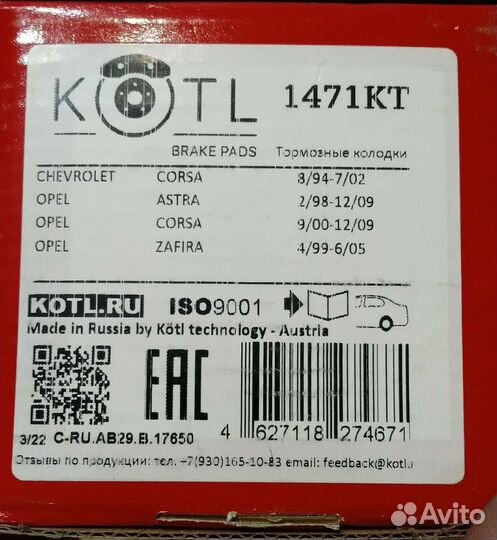 KÖTL 1471KT
BRAKE PADS Тормозные колодки
CHEVROLET CORSA 8/94-7/02
OPEL ASTRA 2/98-12/09
OPEL CORSA 9/00-12/09
OPEL ZAFIRA 4/99-6/05
KOTL.RU ISO9001
Made in Russia by Kötl technology - Austria
EAC
3/22 C-RU.АВ29.В.17650
4 627118 274671
Отзывы по продукции: тел. +7(930)165-10-83 email: feedback@kotl.r
Avito